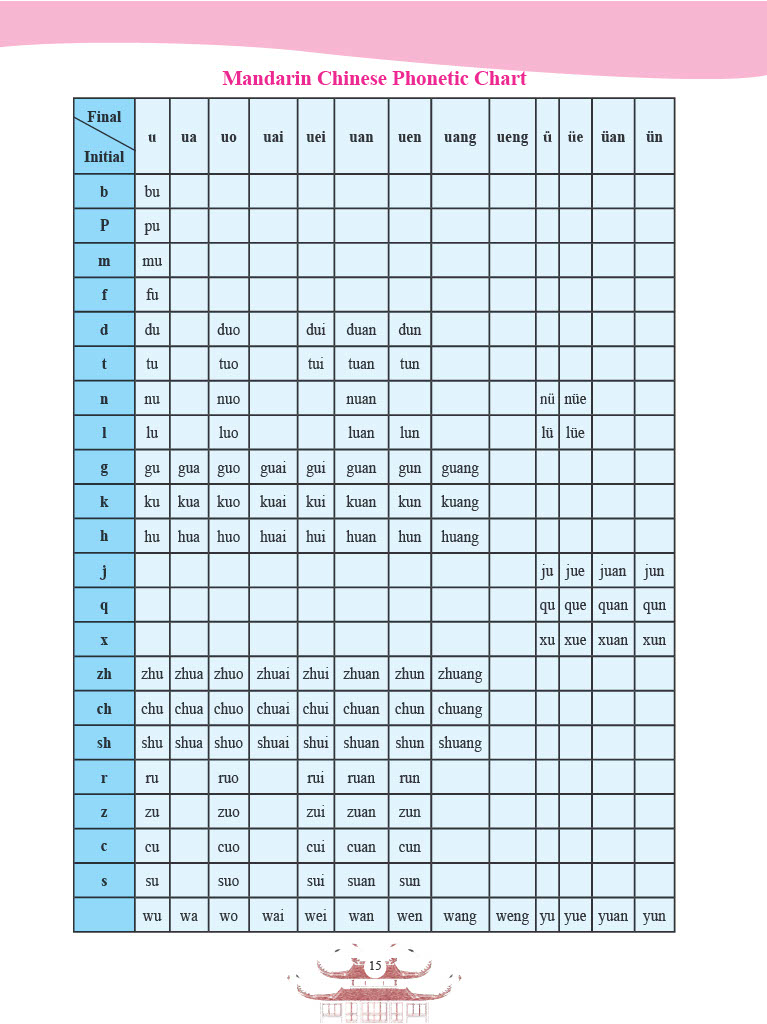 Mandarin Chinese Phonetic Chart
Final
Initial
u ua uo uai uei uan uen uang ueng ü üe üan ün
b bu
P pu
m mu
f fu
d du duo dui duan dun
t tu tuo tui tuan tun
n nu nuo nuan nü nüe
l lu luo luan lun lü lüe
g gu gua guo guai gui guan gun guang
k ku kua kuo kuai kui kuan kun kuang
h hu hua huo huai hui huan hun huang
j ju jue juan jun
q qu que quan qun
x xu xue xuan xun
zh zhu zhua zhuo zhuai zhui zhuan zhun zhuang
ch chu chua chuo chuai chui chuan chun chuang
sh shu shua shuo shuai shui shuan shun shuang
r ru ruo rui ruan run
z zu zuo zui zuan zun
c cu cuo cui cuan cun
s su suo sui suan sun
wu wa wo wai wei wan wen wang weng yu yue yuan yun
15